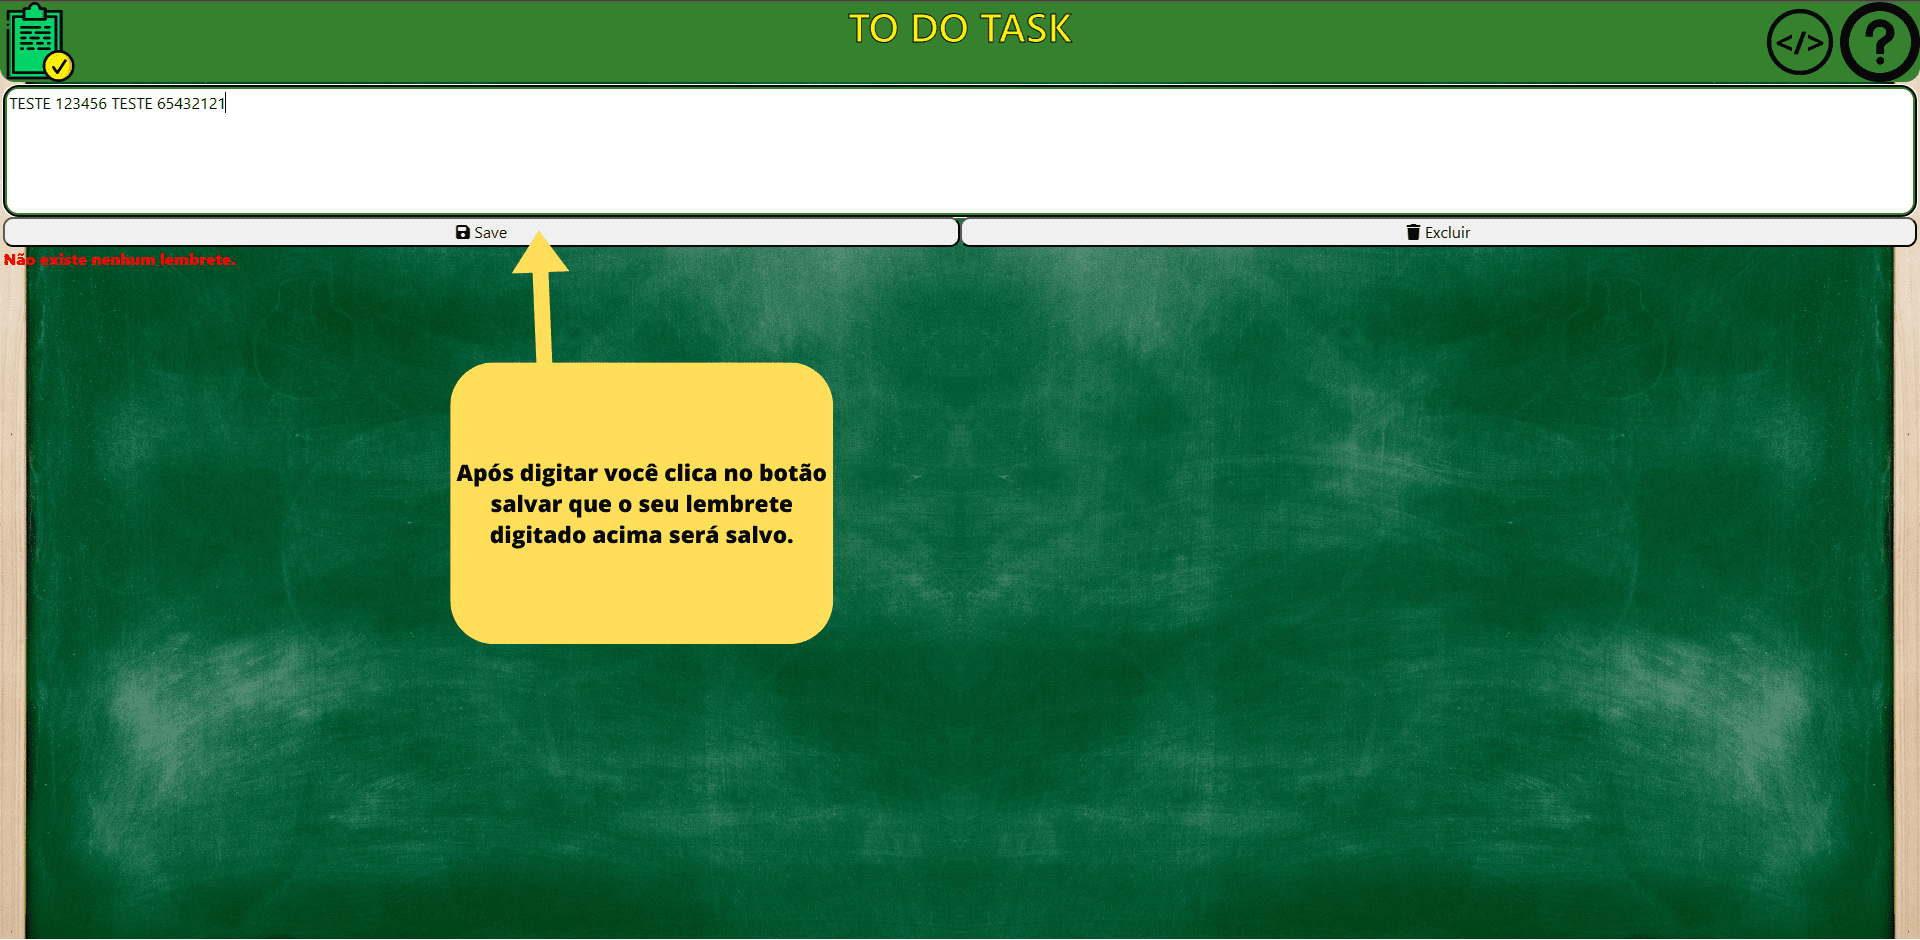 TO DO TASK
</>
?
TESTE 123456 TESTE 65432121
Save
Excluir
Não existe nenhum lembrete.
Após digitar você clica no botão
salvar que o seu lembrete
digitado acima será salvo.